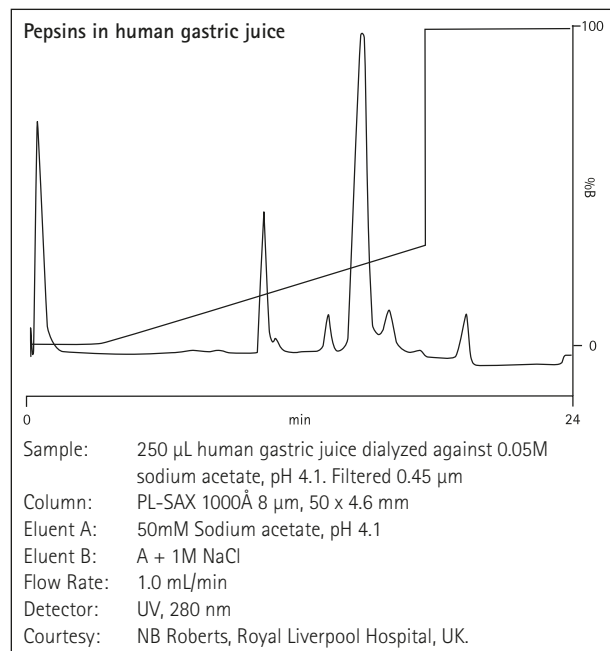 Pepsins in human gastric juice
100
%B
0
0 min 24
Sample: 250 µL human gastric juice dialyzed against 0.05M
sodium acetate, pH 4.1. Filtered 0.45 µm
Column: PL-SAX 1000Å 8 µm, 50 x 4.6 mm
Eluent A: 50mM Sodium acetate, pH 4.1
Eluent B: A + 1M NaCl
Flow Rate: 1.0 mL/min
Detector: UV, 280 nm
Courtesy: NB Roberts, Royal Liverpool Hospital, UK.